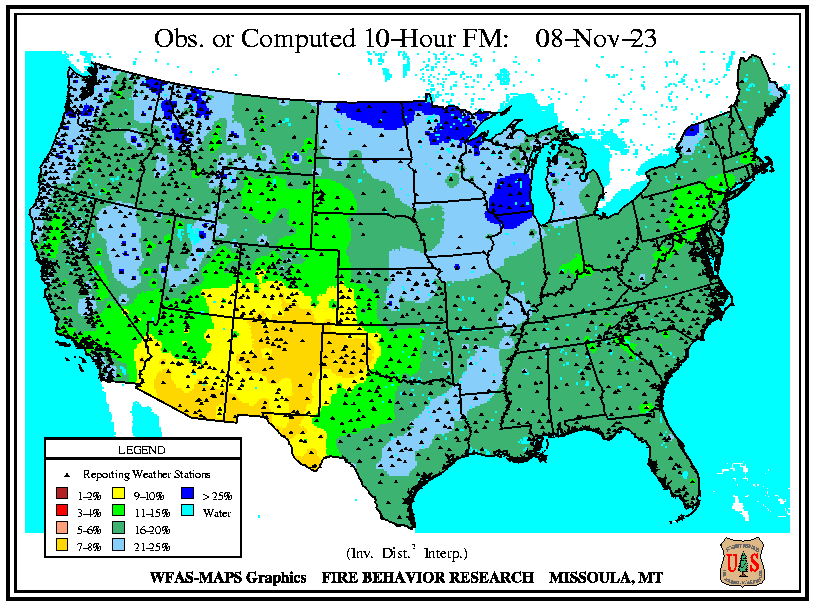 Obs. or Computed 10-Hour FM: 08-Nov-23
LEGEND
Reporting Weather Stations
1-2% 9-10% > 25%
3-4% 11-15% Water
5-6% 16-20%
7-8% 21-25%
(Inv. Dist.² Interp.)
WFAS-MAPS Graphics FIRE BEHAVIOR RESEARCH MISSOULA, MT
U S